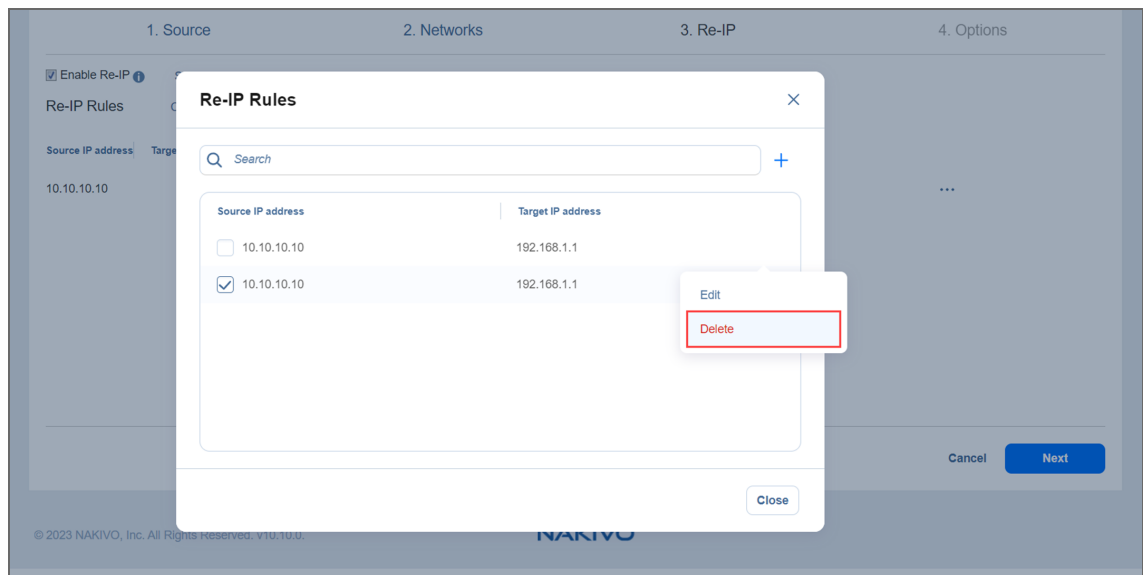 1. Source 2. Networks 3. Re-IP 4. Options
Enable Re-IP
Re-IP Rules
Re-IP Rules
Search
Source IP address
10.10.10.10
Source IP address Target IP address
10.10.10.10 192.168.1.1
10.10.10.10 192.168.1.1
Edit
Delete
Cancel Next
Close
© 2023 NAKIVO, Inc. All Rights Reserved. v10.10.0.
NAKIVO